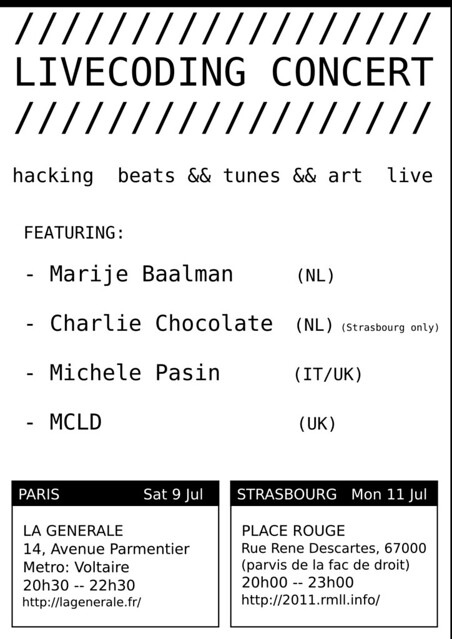 ////////////////// 
LIVECODING CONCERT
//////////////////
hacking beats && tunes && art live
FEATURING:
- Marije Baalman (NL)
- Charlie Chocolate (NL) (Strasbourg only)
- Michele Pasin (IT/UK)
- MCLD (UK)
PARIS Sat 9 Jul
LA GENERALE
14, Avenue Parmentier
Metro: Voltaire
20h30 -- 22h30
http://lagenerale.fr/
STRASBOURG Mon 11 Jul
PLACE ROUGE
Rue Rene Descartes, 67000
(parvis de la fac de droit)
20h00 -- 23h00
http://2011.rmll.info/